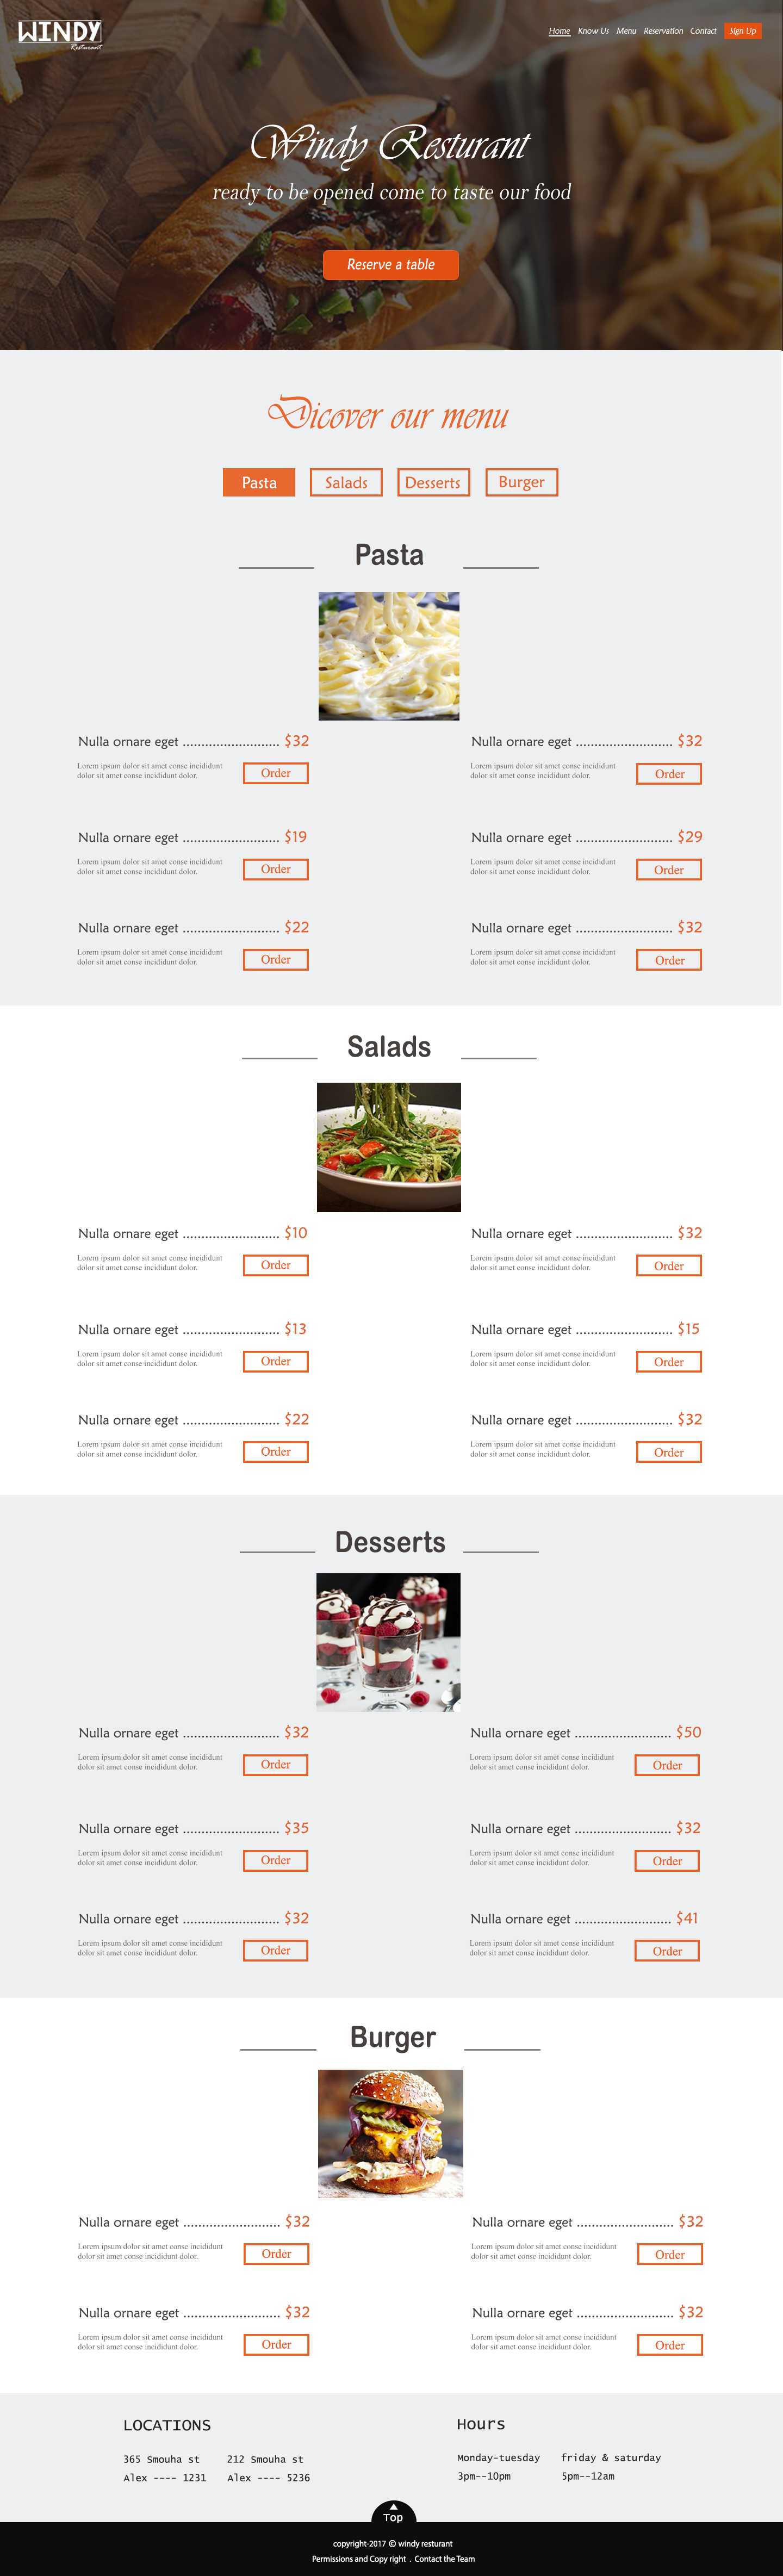 WINDY
Resturant
Home Know Us Menu Reservation Contact Sign Up
Windy Resturant
ready to be opened come to taste our food
Reserve a table
Dicover our menu
Pasta Salads Desserts Burger
Pasta
Nulla ornare eget .......................... $32
Lorem ipsum dolor sit amet conse incididunt
dolor sit amet conse incididunt dolor.
Order
Nulla ornare eget .......................... $32
Lorem ipsum dolor sit amet conse incididunt
dolor sit amet conse incididunt dolor.
Order
Nulla ornare eget .......................... $19
Lorem ipsum dolor sit amet conse incididunt
dolor sit amet conse incididunt dolor.
Order
Nulla ornare eget .......................... $29
Lorem ipsum dolor sit amet conse incididunt
dolor sit amet conse incididunt dolor.
Order
Nulla ornare eget .......................... $22
Lorem ipsum dolor sit amet conse incididunt
dolor sit amet conse incididunt dolor.
Order
Nulla ornare eget .......................... $32
Lorem ipsum dolor sit amet conse incididunt
dolor sit amet conse incididunt dolor.
Order
Salads
Nulla ornare eget .......................... $10
Lorem ipsum dolor sit amet conse incididunt
dolor sit amet conse incididunt dolor.
Order
Nulla ornare eget .......................... $32
Lorem ipsum dolor sit amet conse incididunt
dolor sit amet conse incididunt dolor.
Order
Nulla ornare eget .......................... $13
Lorem ipsum dolor sit amet conse incididunt
dolor sit amet conse incididunt dolor.
Order
Nulla ornare eget .......................... $15
Lorem ipsum dolor sit amet conse incididunt
dolor sit amet conse incididunt dolor.
Order
Nulla ornare eget .......................... $22
Lorem ipsum dolor sit amet conse incididunt
dolor sit amet conse incididunt dolor.
Order
Nulla ornare eget .......................... $32
Lorem ipsum dolor sit amet conse incididunt
dolor sit amet conse incididunt dolor.
Order
Desserts
Nulla ornare eget .......................... $32
Lorem ipsum dolor sit amet conse incididunt
dolor sit amet conse incididunt dolor.
Order
Nulla ornare eget .......................... $50
Lorem ipsum dolor sit amet conse incididunt
dolor sit amet conse incididunt dolor.
Order
Nulla ornare eget .......................... $35
Lorem ipsum dolor sit amet conse incididunt
dolor sit amet conse incididunt dolor.
Order
Nulla ornare eget .......................... $32
Lorem ipsum dolor sit amet conse incididunt
dolor sit amet conse incididunt dolor.
Order
Nulla ornare eget .......................... $32
Lorem ipsum dolor sit amet conse incididunt
dolor sit amet conse incididunt dolor.
Order
Nulla ornare eget .......................... $41
Lorem ipsum dolor sit amet conse incididunt
dolor sit amet conse incididunt dolor.
Order
Burger
Nulla ornare eget .......................... $32
Lorem ipsum dolor sit amet conse incididunt
dolor sit amet conse incididunt dolor.
Order
Nulla ornare eget .......................... $32
Lorem ipsum dolor sit amet conse incididunt
dolor sit amet conse incididunt dolor.
Order
Nulla ornare eget .......................... $32
Lorem ipsum dolor sit amet conse incididunt
dolor sit amet conse incididunt dolor.
Order
Nulla ornare eget .......................... $32
Lorem ipsum dolor sit amet conse incididunt
dolor sit amet conse incididunt dolor.
Order
LOCATIONS
365 Smouha st 212 Smouha st
Alex ---- 1231 Alex ---- 5236
Hours
Monday-tuesday friday & saturday
3pm--10pm 5pm--12am
Top
copyright-2017 © windy resturant
Permissions and Copy right . Contact the Team